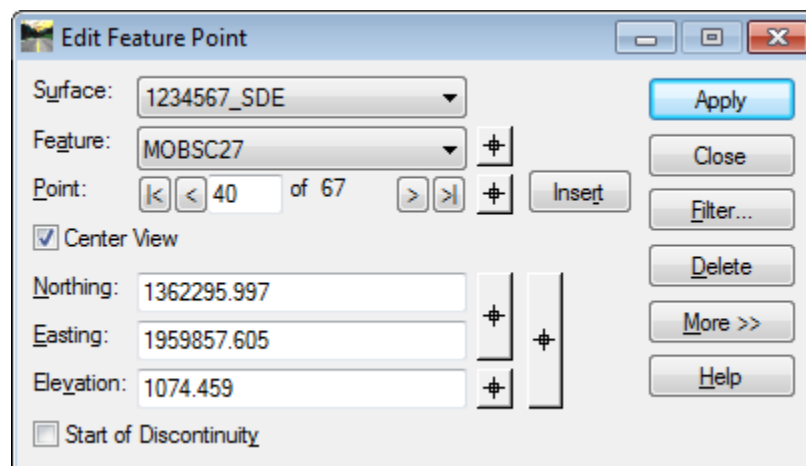 Edit Feature Point
Surface: 1234567_SDE Apply
Feature: MOBSC27 Close
Point: |< < 40 of 67 > >| Insert Filter...
Center View
Northing: 1362295.997 Delete
Easting: 1959857.605 More >>
Elevation: 1074.459 Help
Start of Discontinuity